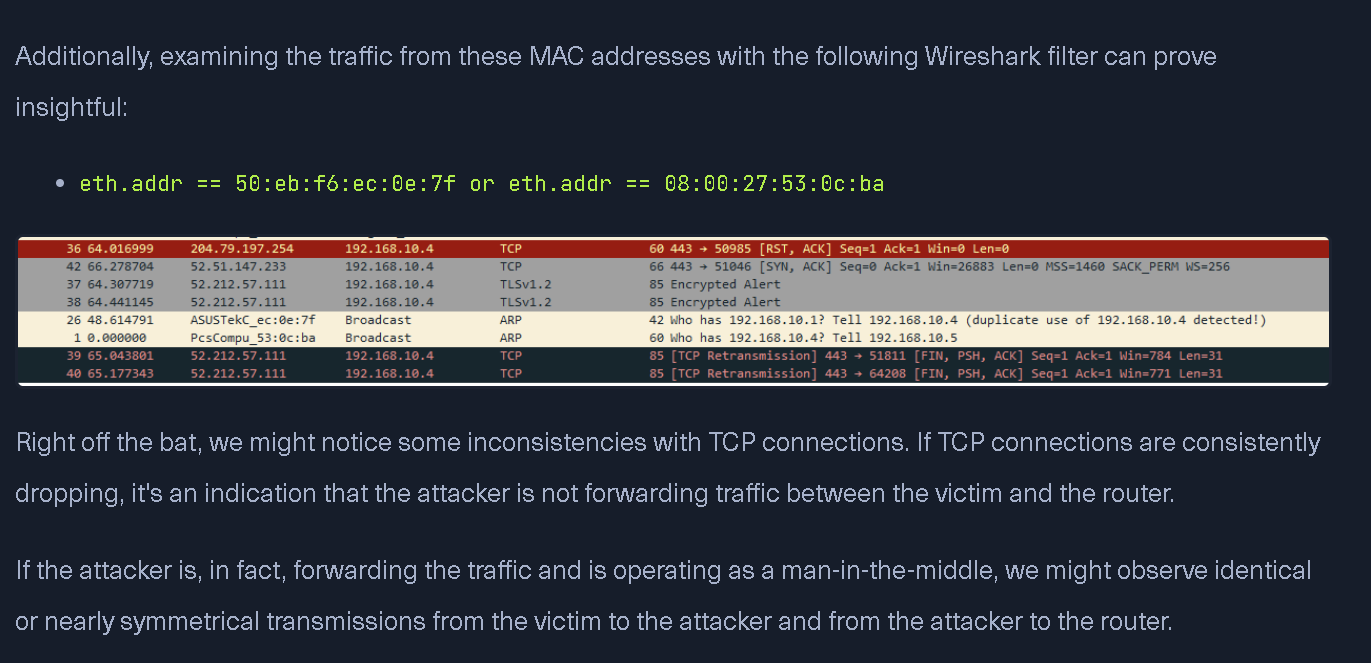 Additionally, examining the traffic from these MAC addresses with the following Wireshark filter can prove
insightful:
• eth.addr == 50:eb:f6:ec:0e:7f or eth.addr == 08:00:27:53:0c:ba
36 64.016999 204.79.197.254 192.168.10.4 TCP 60 443 → 50985 [RST, ACK] Seq=1 Ack=1 Win=0 Len=0
42 66.278704 52.51.147.233 192.168.10.4 TCP 66 443 → 51046 [SYN, ACK] Seq=0 Ack=1 Win=26883 Len=0 MSS=1460 SACK_PERM WS=256
37 64.307719 52.212.57.111 192.168.10.4 TLSv1.2 85 Encrypted Alert
38 64.441145 52.212.57.111 192.168.10.4 TLSv1.2 85 Encrypted Alert
26 48.614791 ASUSTekC_ec:0e:7f Broadcast ARP 42 Who has 192.168.10.1? Tell 192.168.10.4 (duplicate use of 192.168.10.4 detected!)
1 0.000000 PcsCompu_53:0c:ba Broadcast ARP 60 Who has 192.168.10.4? Tell 192.168.10.5
39 65.043801 52.212.57.111 192.168.10.4 TCP 85 [TCP Retransmission] 443 → 51811 [FIN, PSH, ACK] Seq=1 Ack=1 Win=784 Len=31
40 65.177343 52.212.57.111 192.168.10.4 TCP 85 [TCP Retransmission] 443 → 64208 [FIN, PSH, ACK] Seq=1 Ack=1 Win=771 Len=31
Right off the bat, we might notice some inconsistencies with TCP connections. If TCP connections are consistently
dropping, it's an indication that the attacker is not forwarding traffic between the victim and the router.
If the attacker is, in fact, forwarding the traffic and is operating as a man-in-the-middle, we might observe identical
or nearly symmetrical transmissions from the victim to the attacker and from the attacker to the router.